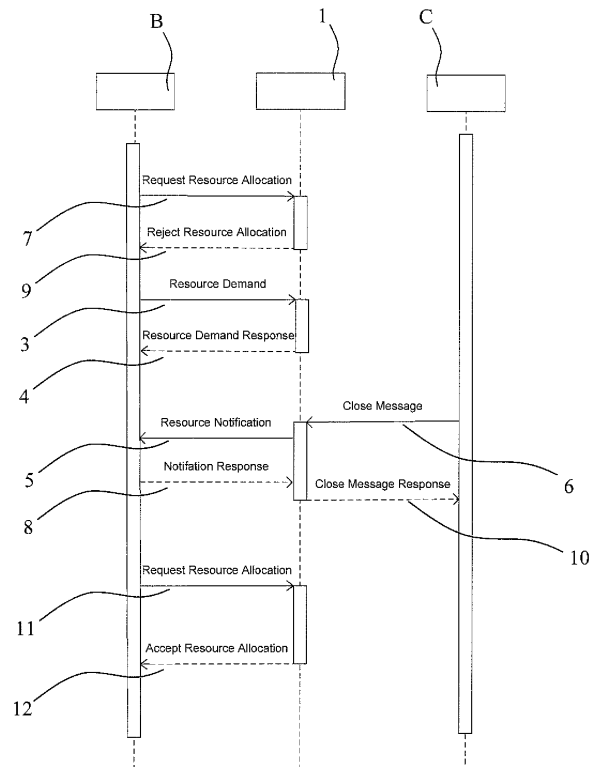 B
1
C
Request Resource Allocation
7
Reject Resource Allocation
9
Resource Demand
3
Resource Demand Response
4
Close Message
Resource Notification
5
6
Notifation Response
Close Message Response
8
10
Request Resource Allocation
11
Accept Resource Allocation
12